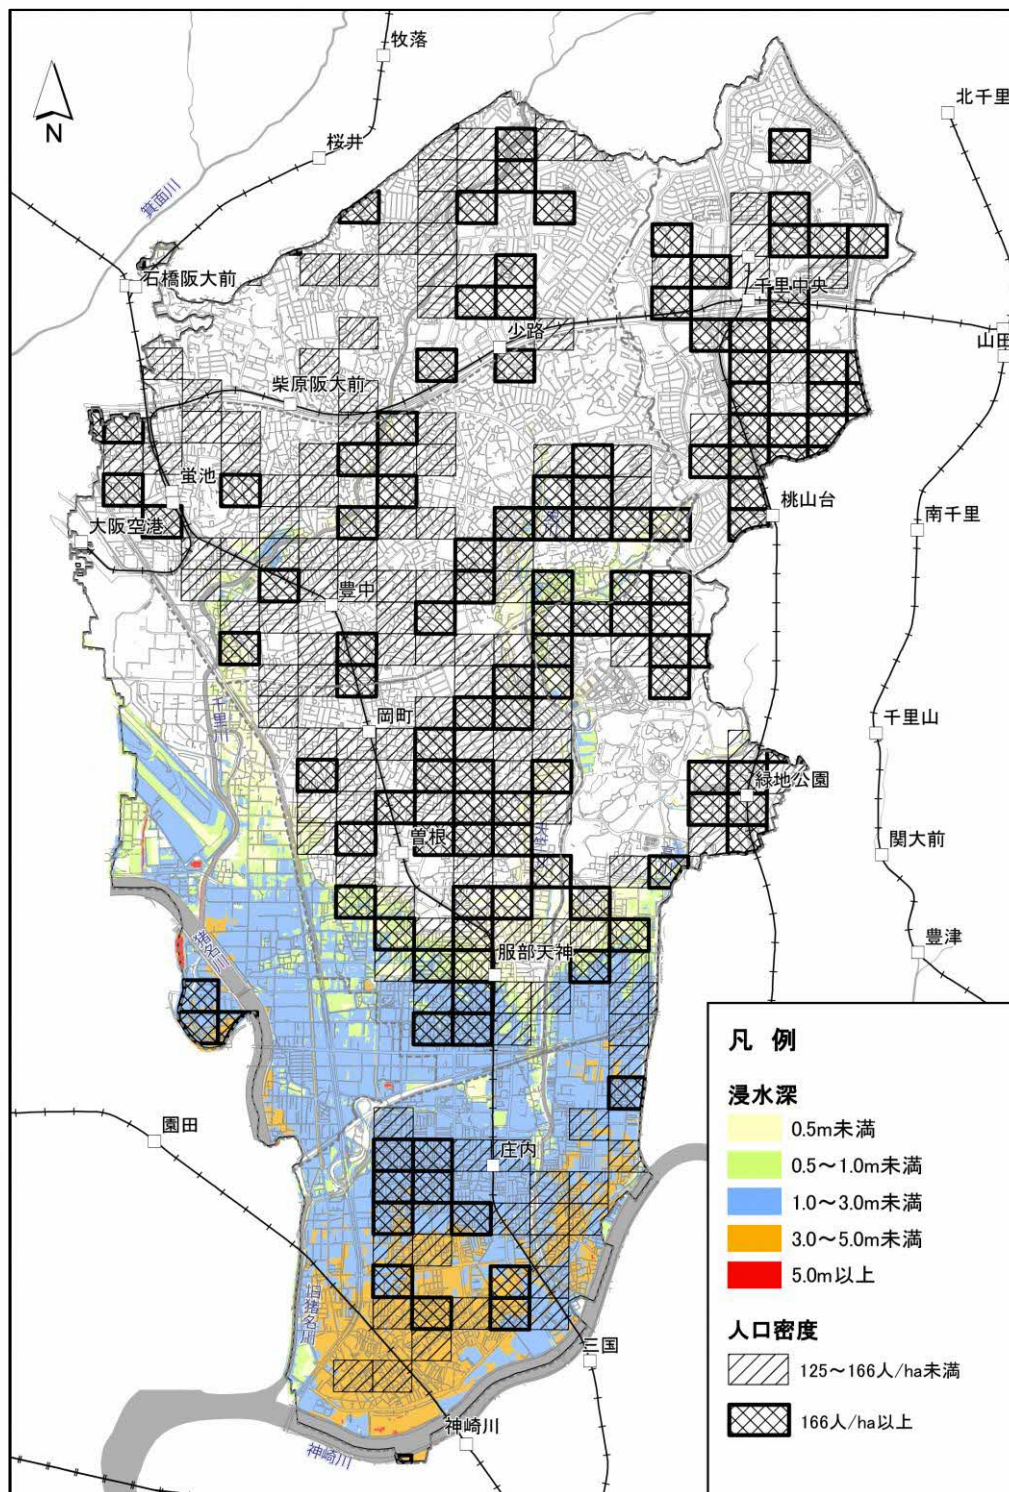 牧落
北千里
N
桜井
箕面川
石橋阪大前
千里中央
少路
山田
柴原阪大前
蛍池
桃山台
大阪空港
南千里
豊中
千里川
岡町
千里山
緑地公園
曽根
関大前
服部天神
豊津
猪名川
園田
庄内
旧猪名川
三国
神崎川
神崎川
凡 例
浸水深
0.5m未満
0.5～1.0m未満
1.0～3.0m未満
3.0～5.0m未満
5.0m以上
人口密度
125～166人/ha未満
166人/ha以上